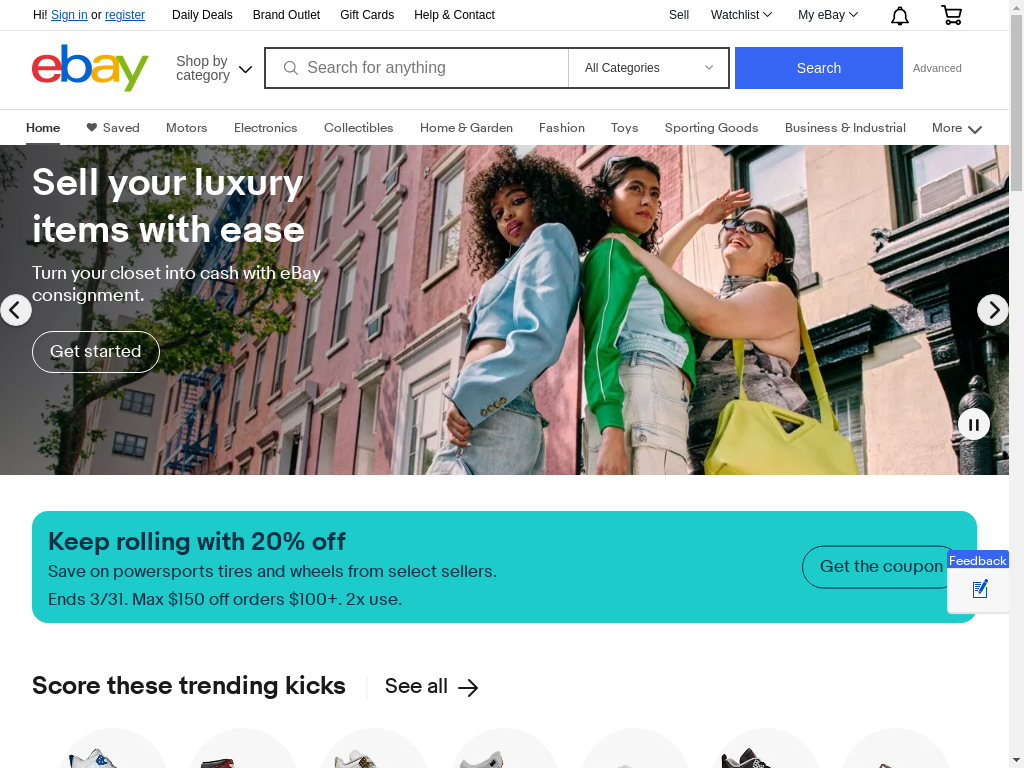 Hi! Sign in or register Daily Deals Brand Outlet Gift Cards Help & Contact Sell Watchlist My eBay
ebay
Shop by
category
Search for anything All Categories Search Advanced
Home Saved Motors Electronics Collectibles Home & Garden Fashion Toys Sporting Goods Business & Industrial More
Sell your luxury
items with ease
Turn your closet into cash with eBay
consignment.
Get started
Keep rolling with 20% off
Save on powersports tires and wheels from select sellers.
Ends 3/31. Max $150 off orders $100+. 2x use.
Get the coupon
Feedback
Score these trending kicks See all